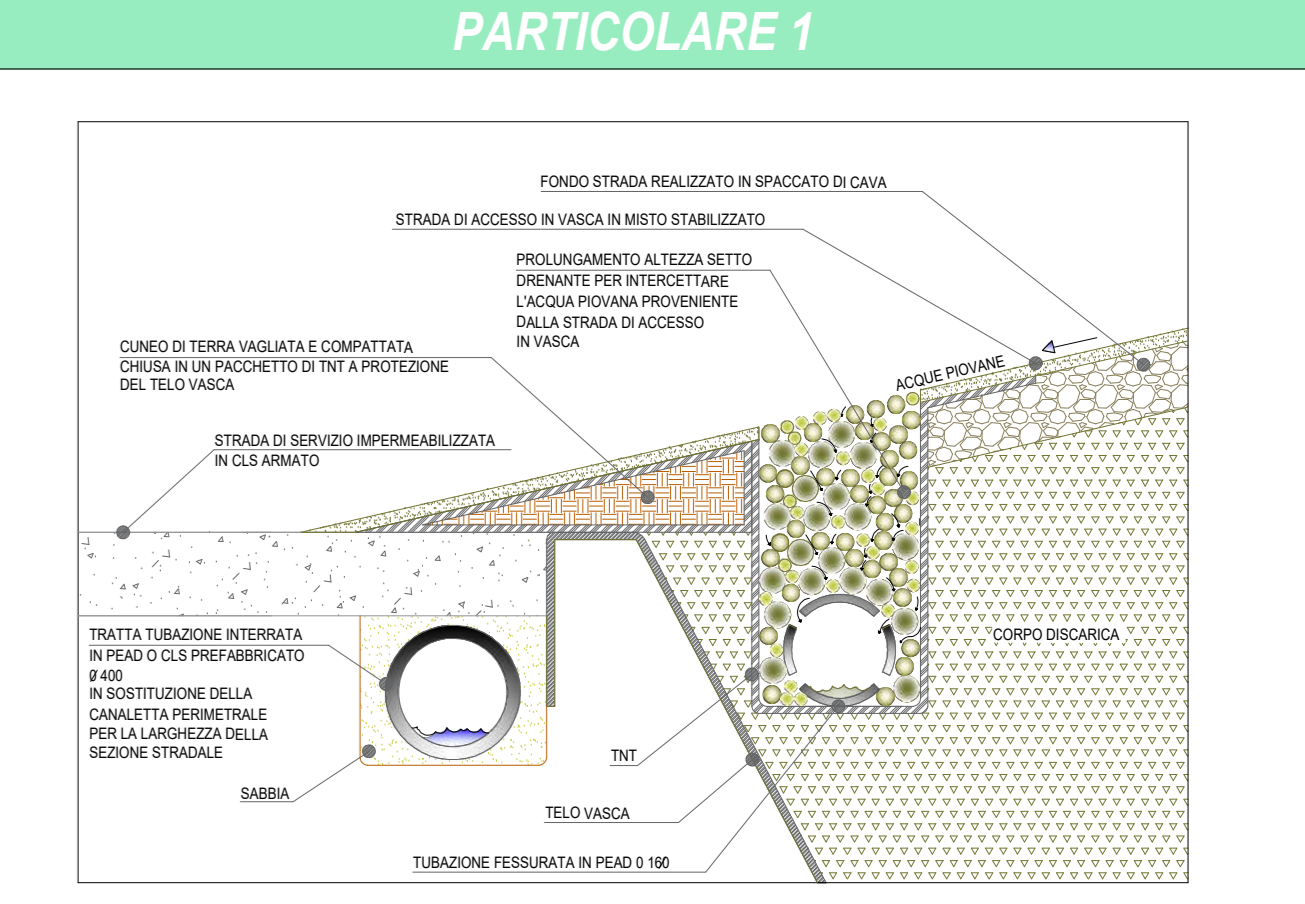 PARTICOLARE 1
FONDO STRADA REALIZZATO IN SPACCATO DI CAVA
STRADA DI ACCESSO IN VASCA IN MISTO STABILIZZATO
PROLUNGAMENTO ALTEZZA SETTO
DRENANTE PER INTERCETTARE
L'ACQUA PIOVANA PROVENIENTE
DALLA STRADA DI ACCESSO
IN VASCA
CUNEO DI TERRA VAGLIATA E COMPATTATA
CHIUSA IN UN PACCHETTO DI TNT A PROTEZIONE
DEL TELO VASCA
ACQUE PIOVANE
STRADA DI SERVIZIO IMPERMEABILIZZATA
IN CLS ARMATO
TRATTA TUBAZIONE INTERRATA
IN PEAD O CLS PREFABBRICATO
Ø 400
IN SOSTITUZIONE DELLA
CANALETTA PERIMETRALE
PER LA LARGHEZZA DELLA
SEZIONE STRADALE
CORPO DISCARICA
SABBIA
TNT
TELO VASCA
TUBAZIONE FESSURATA IN PEAD 0 160